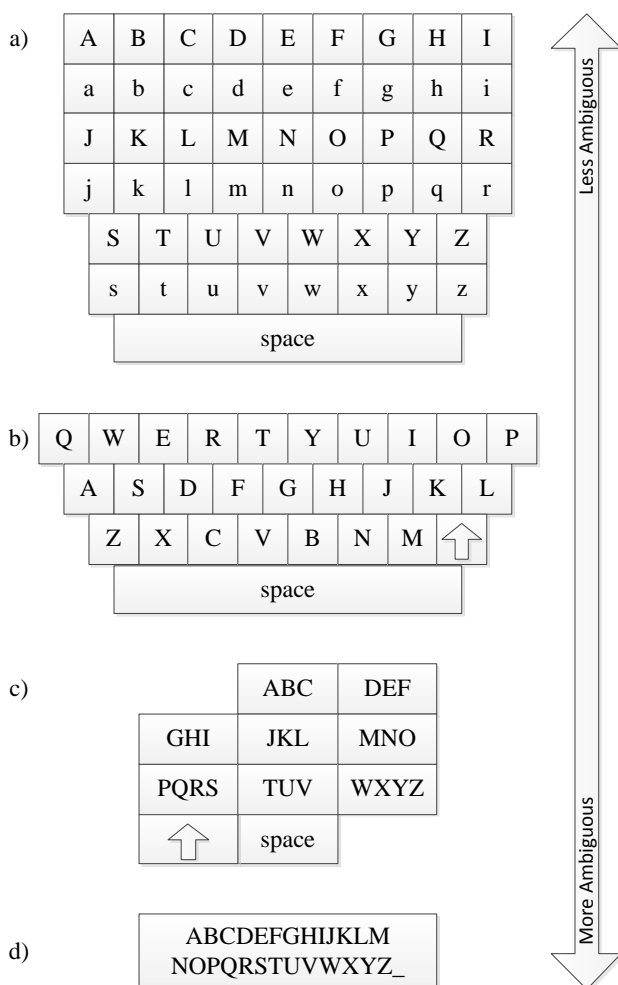 a)
A B C D E F G H I
a b c d e f g h i
J K L M N O P Q R
j k l m n o p q r
S T U V W X Y Z
s t u v w x y z
space
b)
Q W E R T Y U I O P
A S D F G H J K L
Z X C V B N M
space
c)
ABC DEF
GHI JKL MNO
PQRS TUV WXYZ
space
d)
ABCDEFGHIJKLM
NOPQRSTUVWXYZ_
Less Ambiguous
More Ambiguous